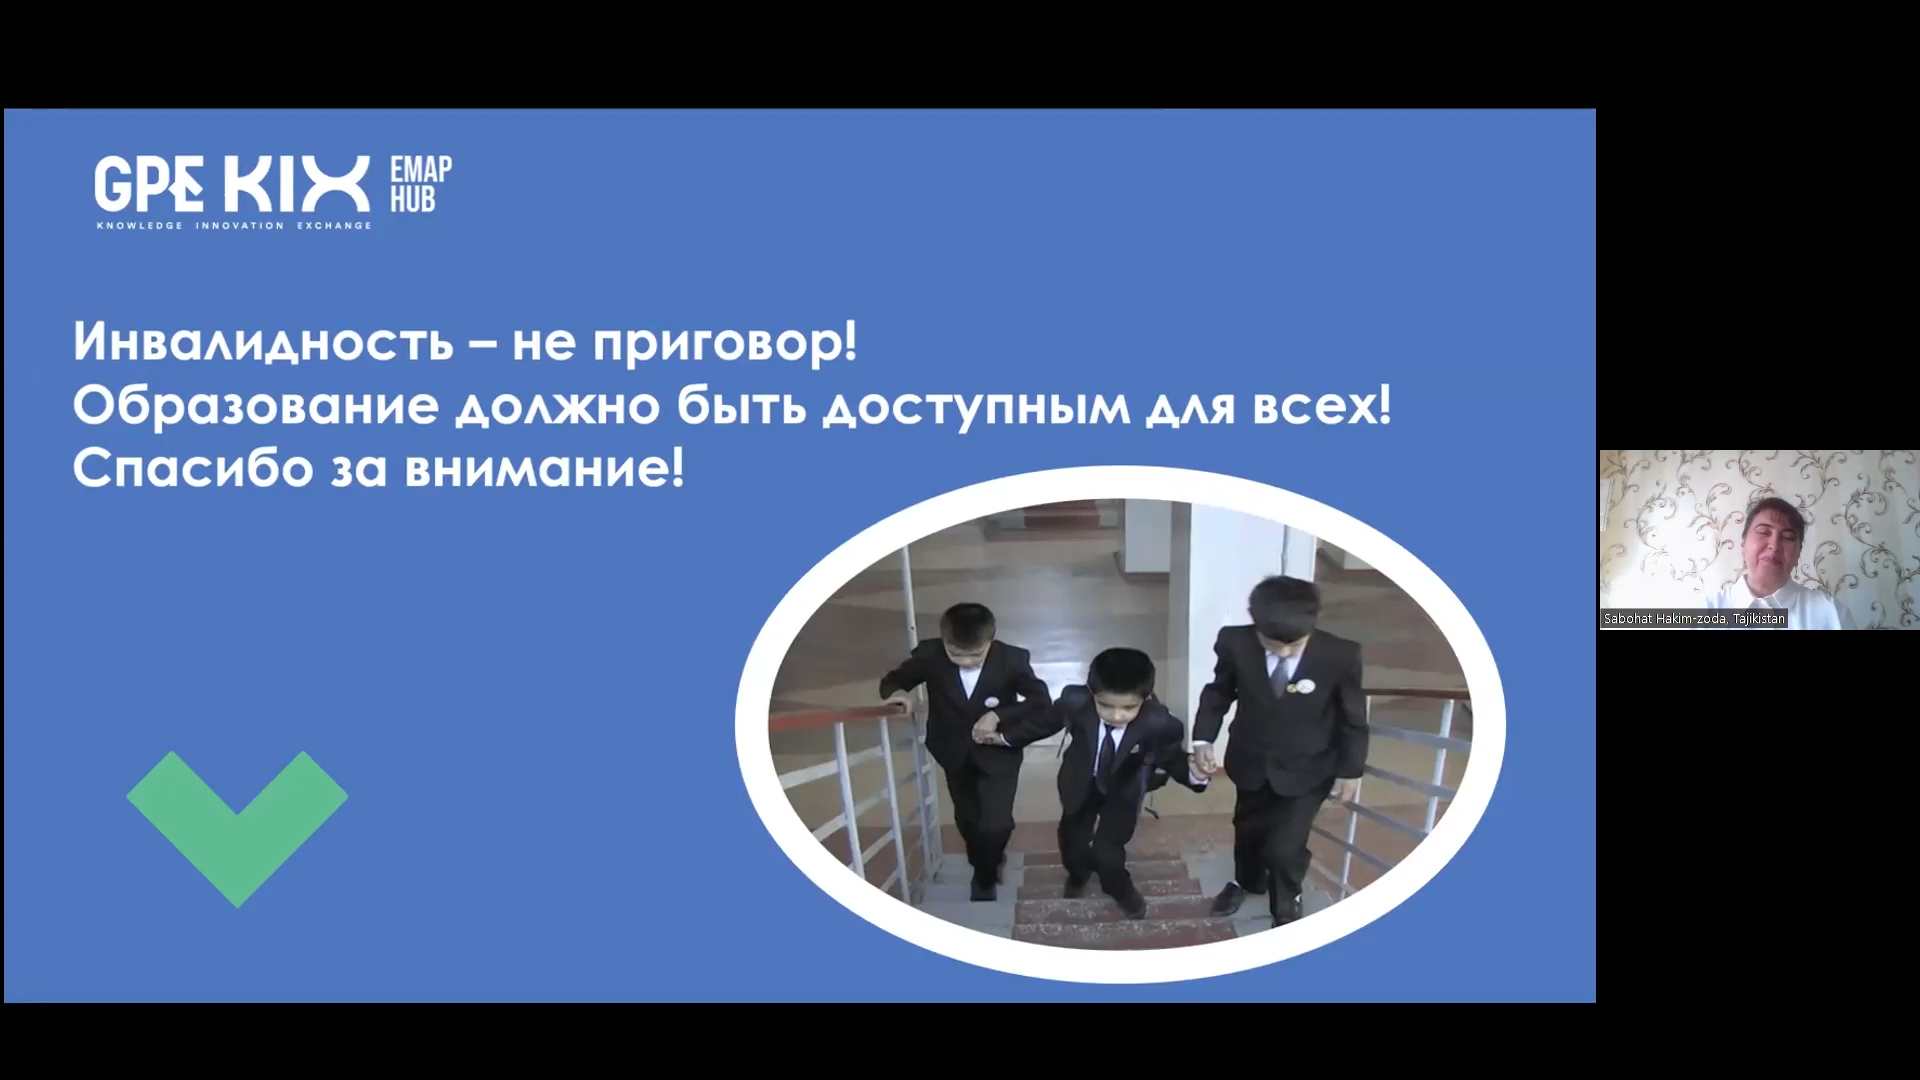 GPE KIX EMAP HUB
KNOWLEDGE INNOVATION EXCHANGE
Инвалидность – не приговор!
Образование должно быть доступным для всех!
Спасибо за внимание!
Sabohat Hakim-zoda, Tajikistan